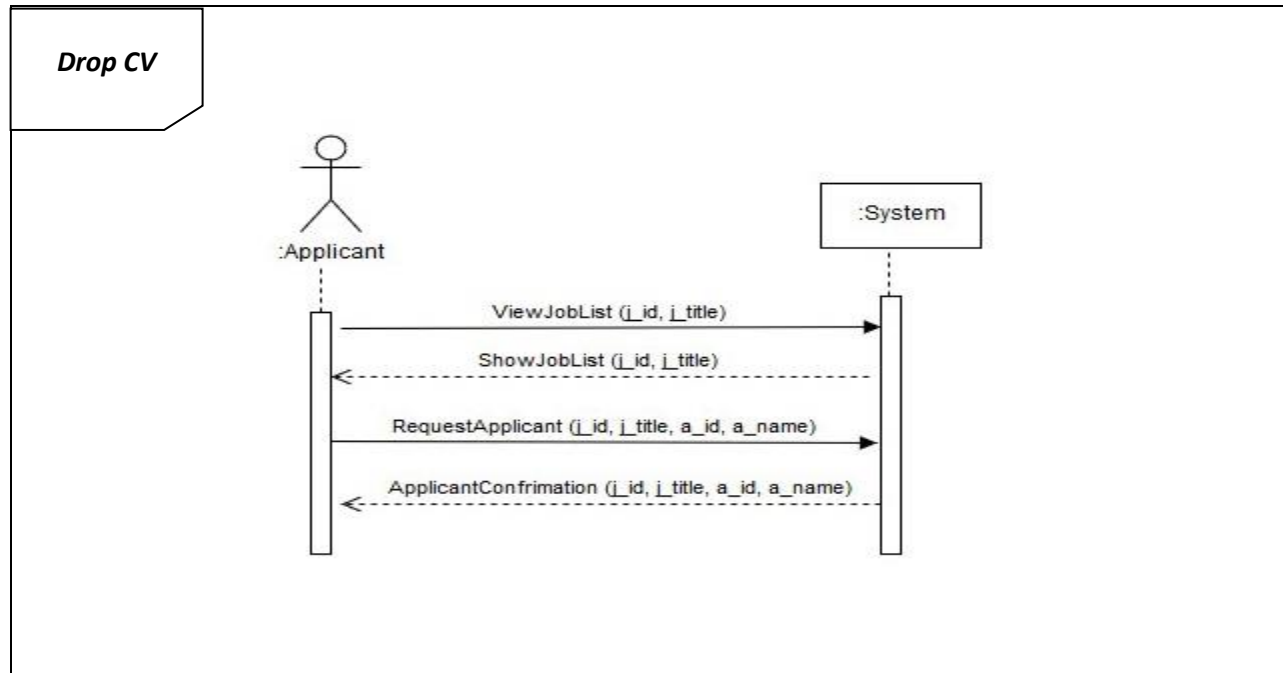 Drop CV
:Applicant
:System
ViewJobList (j_id, j_title)
ShowJobList (j_id, j_title)
RequestApplicant (j_id, j_title, a_id, a_name)
ApplicantConfrimation (j_id, j_title, a_id, a_name)